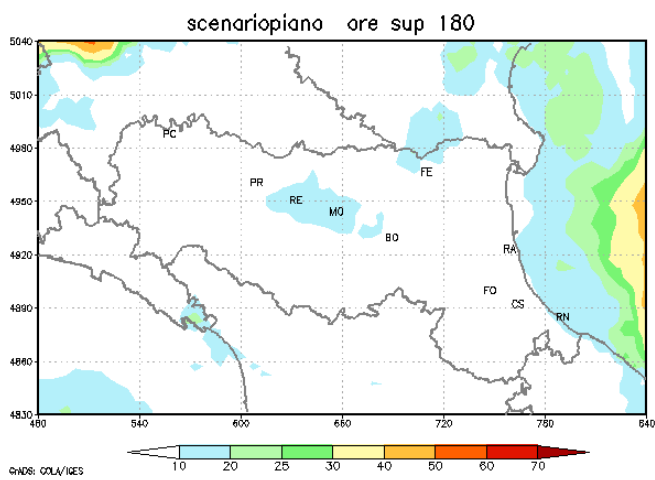 scenariopiano ore sup 180
5040
5010
4980
4950
4920
4890
4860
4830
PC
PR
RE
MO
BO
FE
RA
FO
CS
RN
480 540 600 660 720 780 840
10 20 25 30 40 50 60 70
GrADS: COLA/IGES